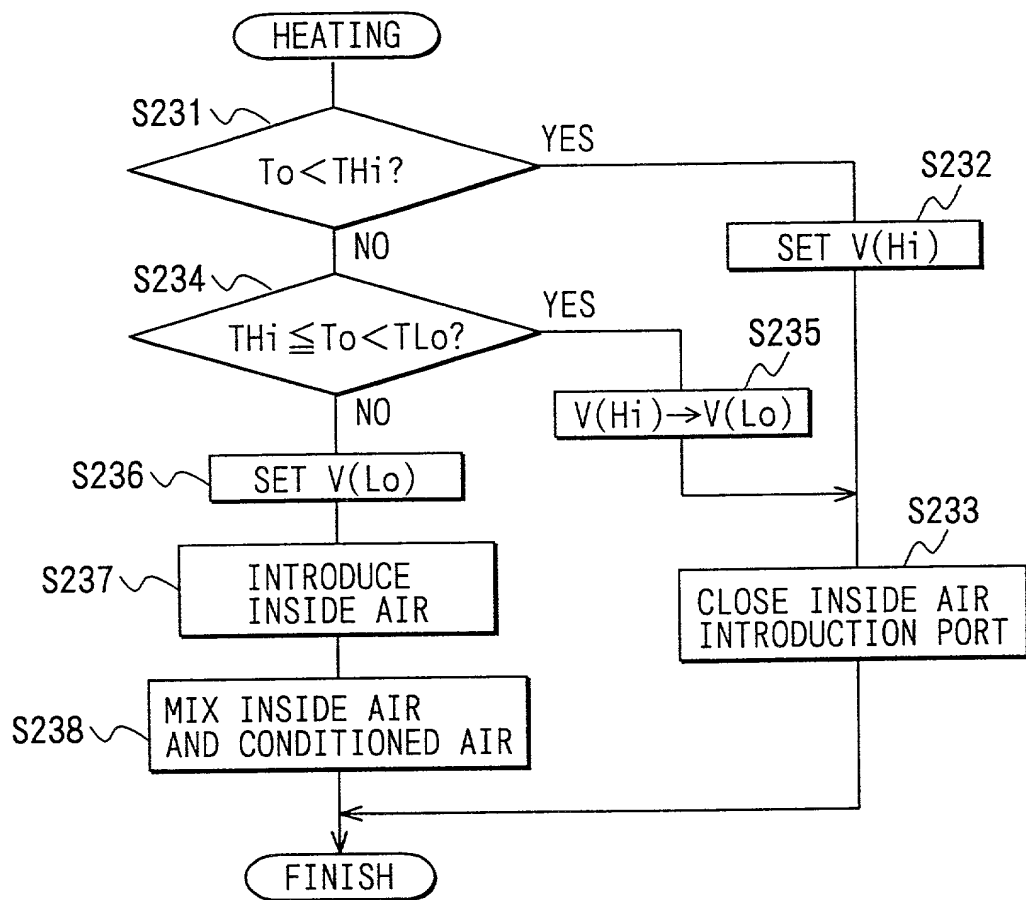 HEATING
S231
To<THi?
YES
S232
SET V(Hi)
NO
S234
THi≦To<TLo?
YES
S235
V(Hi)→V(Lo)
NO
S236
SET V(Lo)
S233
CLOSE INSIDE AIR
INTRODUCTION PORT
S237
INTRODUCE
INSIDE AIR
S238
MIX INSIDE AIR
AND CONDITIONED AIR
FINISH